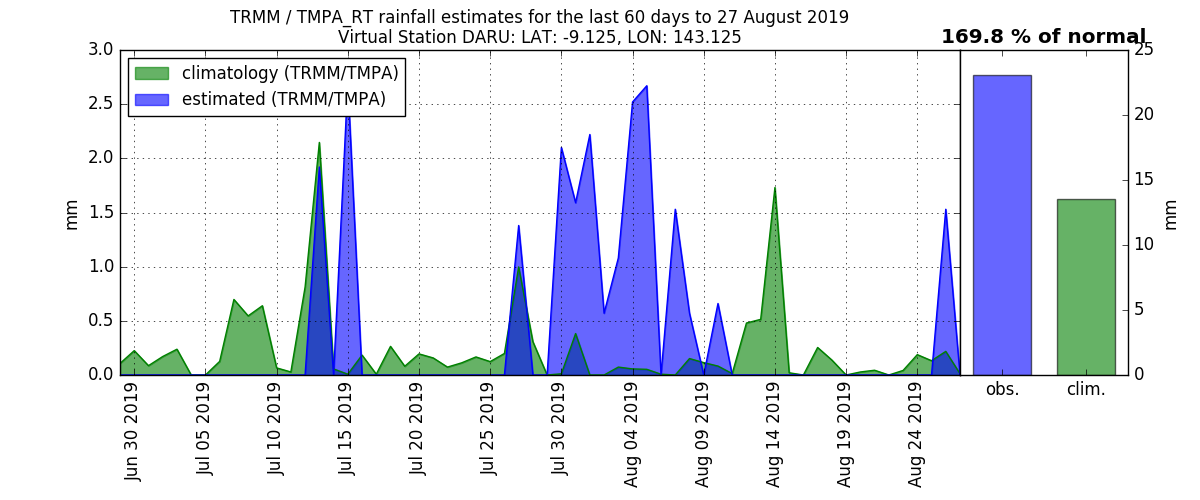 TRMM / TMPA_RT rainfall estimates for the last 60 days to 27 August 2019
Virtual Station DARU: LAT: -9.125, LON: 143.125
169.8 % of normal
climatology (TRMM/TMPA)
estimated (TRMM/TMPA)
3.0
2.5
2.0
1.5
1.0
0.5
0.0
mm
Jun 30 2019
Jul 05 2019
Jul 10 2019
Jul 15 2019
Jul 20 2019
Jul 25 2019
Jul 30 2019
Aug 04 2019
Aug 09 2019
Aug 14 2019
Aug 19 2019
Aug 24 2019
25
20
15
10
5
0
mm
obs.
clim.